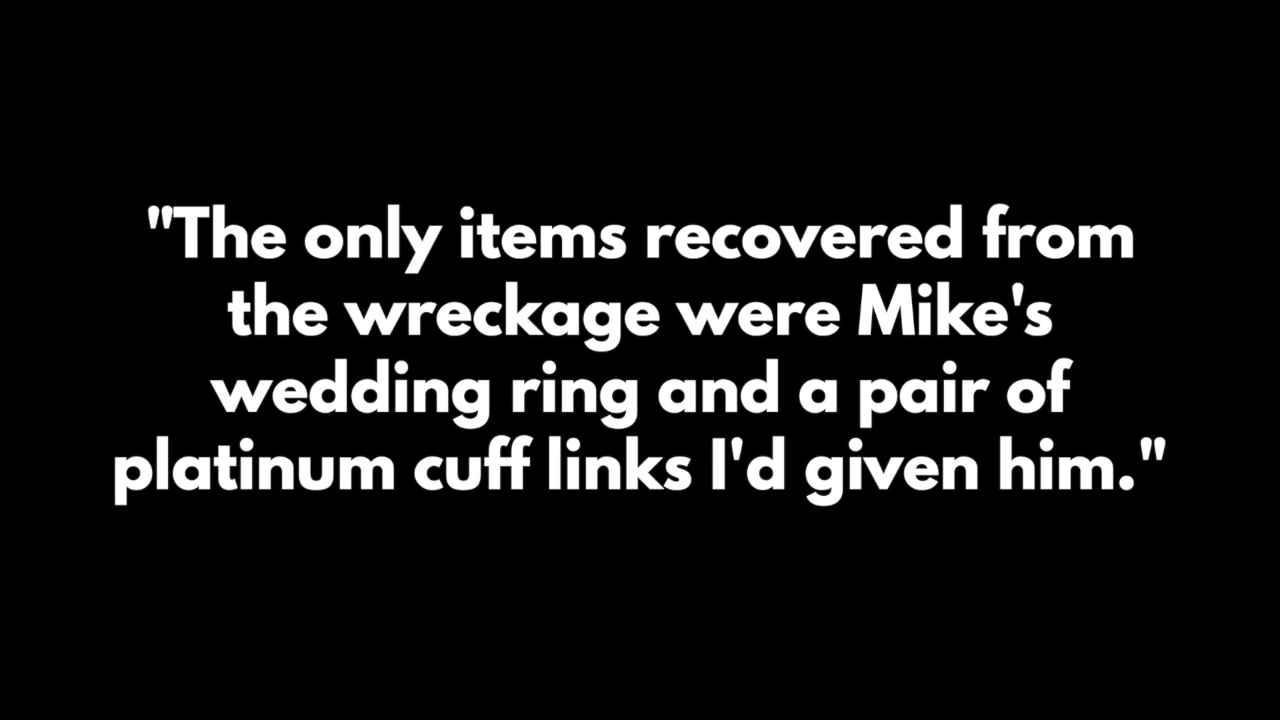 "The only items recovered from
the wreckage were Mike's
wedding ring and a pair of
platinum cuff links I'd given him."